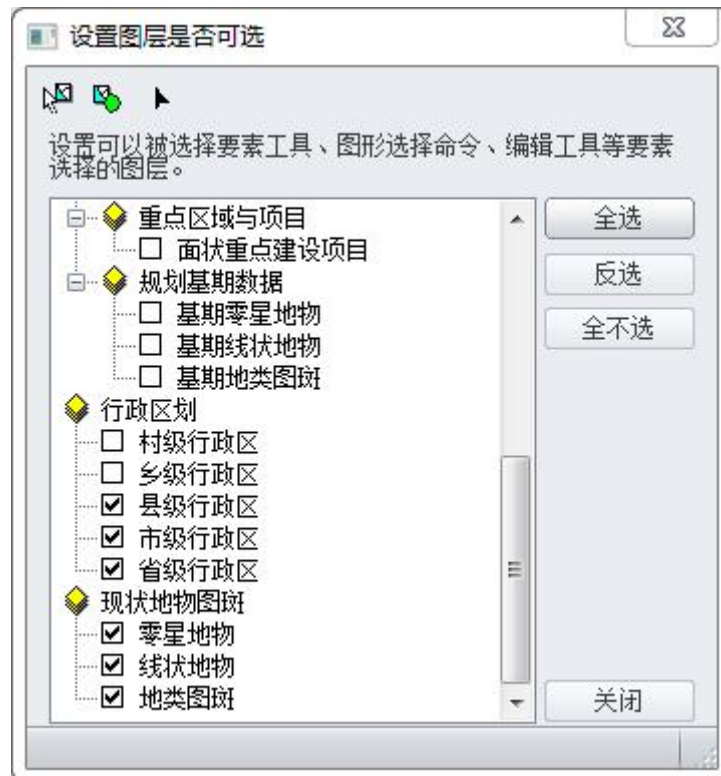 设置图层是否可选
设置可以被选择要素工具、图形选择命令、编辑工具等要素
选择的图层。
重点区域与项目
面状重点建设项目
规划基期数据
基期零星地物
基期线状地物
基期地类图斑
行政区划
村级行政区
乡级行政区
县级行政区
市级行政区
省级行政区
现状地物图斑
零星地物
线状地物
地类图斑
全选
反选
全不选
关闭